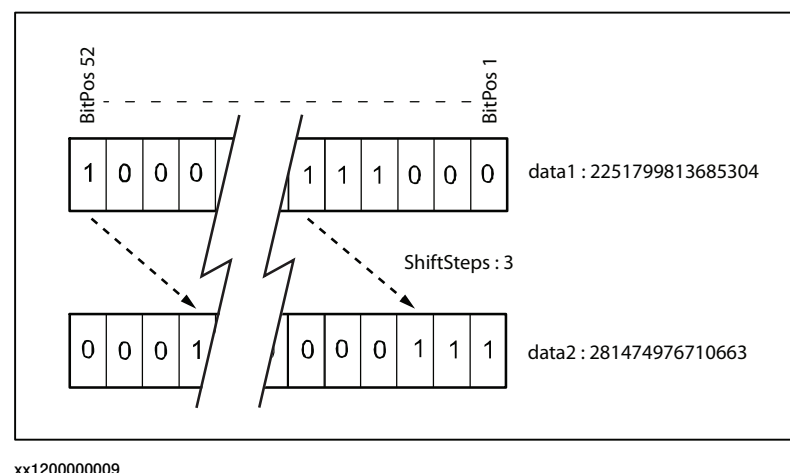 BitPos 52
BitPos 1
1 0 0 0 1 1 1 0 0 0
data1 : 2251799813685304
ShiftSteps : 3
0 0 0 1 0 0 0 0 1 1 1
data2 : 281474976710663
xx1200000009